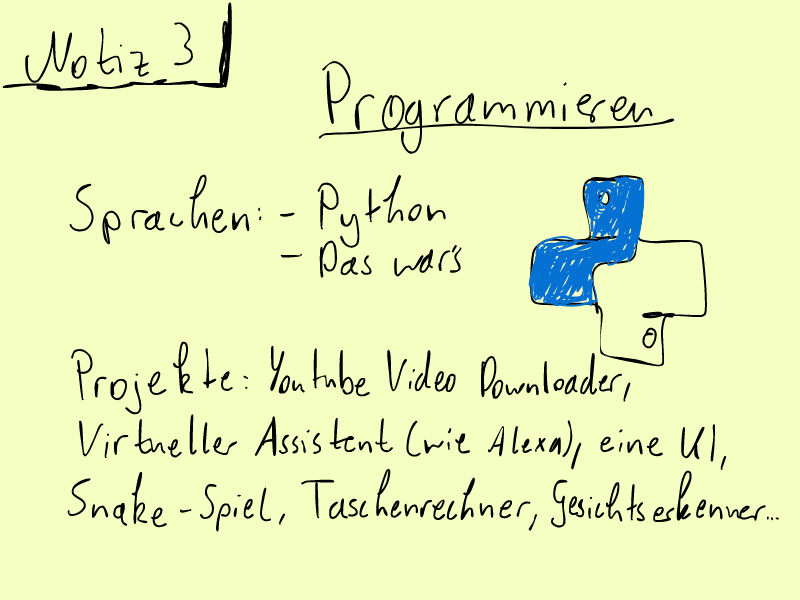 Notiz 3
Programmieren
Sprachen: - Python
- Das war's
Projekte: Youtube Video Downloader,
Virtueller Assistent (wie Alexa), eine UI,
Snake-Spiel, Taschenrechner, Gesichtserkenner...